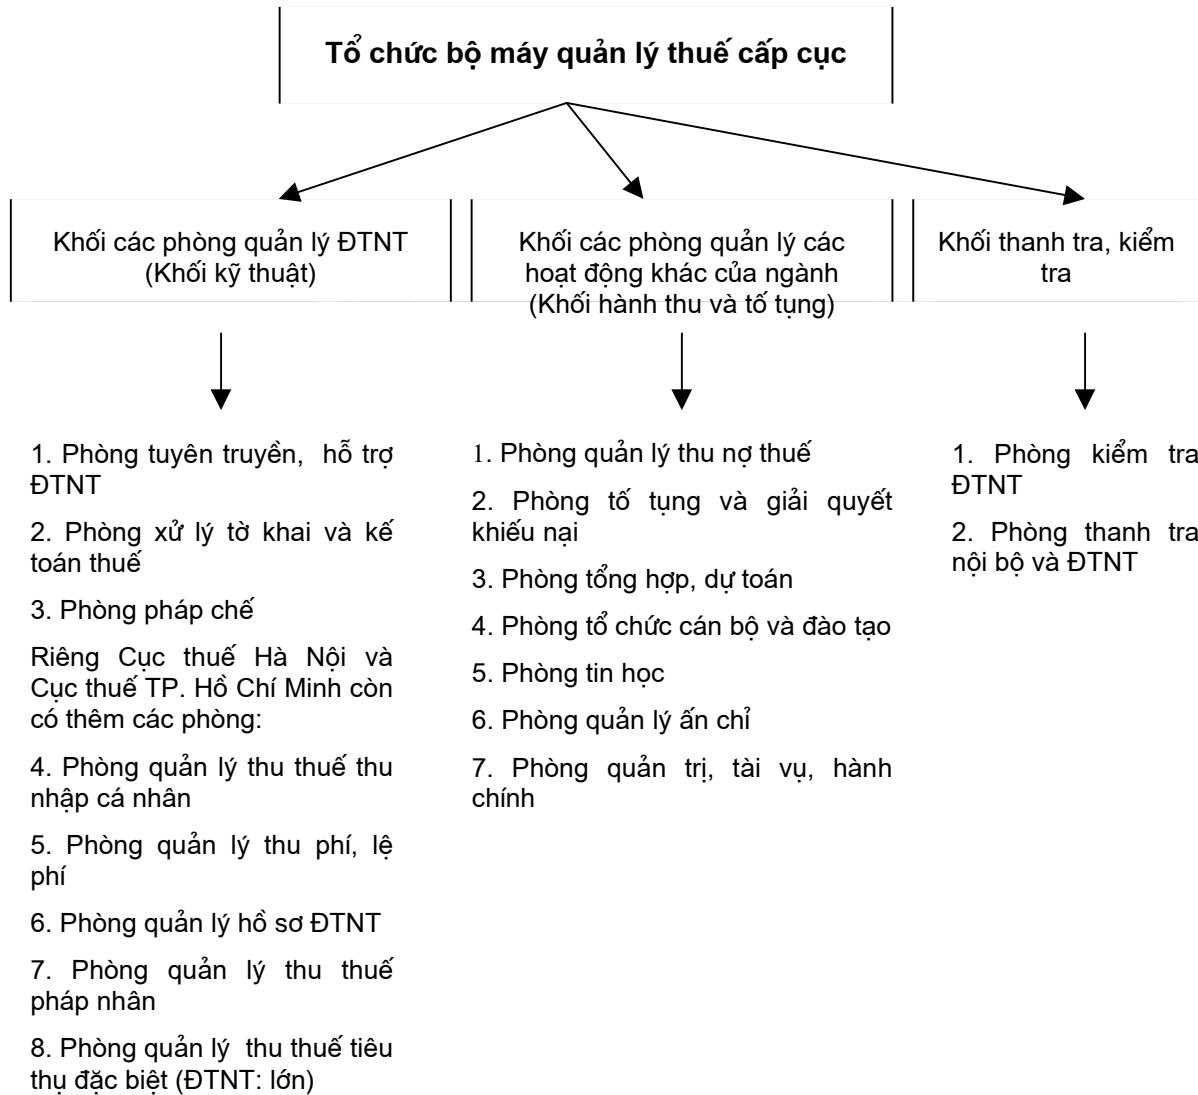 Tổ chức bộ máy quản lý thuế cấp cục
Khối các phòng quản lý ĐTNT
(Khối kỹ thuật)
Khối các phòng quản lý các
hoạt động khác của ngành
(Khối hành thu và tố tụng)
Khối thanh tra, kiểm
tra
1. Phòng tuyên truyền, hỗ trợ
ĐTNT
2. Phòng xử lý tờ khai và kế
toán thuế
3. Phòng pháp chế
Riêng Cục thuế Hà Nội và
Cục thuế TP. Hồ Chí Minh còn
có thêm các phòng:
4. Phòng quản lý thu thuế thu
nhập cá nhân
5. Phòng quản lý thu phí, lệ
phí
6. Phòng quản lý hồ sơ ĐTNT
7. Phòng quản lý thu thuế
pháp nhân
8. Phòng quản lý thu thuế tiêu
thụ đặc biệt (ĐTNT: lớn)
1. Phòng quản lý thu nợ thuế
2. Phòng tố tụng và giải quyết
khiếu nại
3. Phòng tổng hợp, dự toán
4. Phòng tổ chức cán bộ và đào tạo
5. Phòng tin học
6. Phòng quản lý ấn chỉ
7. Phòng quản trị, tài vụ, hành
chính
1. Phòng kiểm tra
ĐTNT
2. Phòng thanh tra
nội bộ và ĐTNT